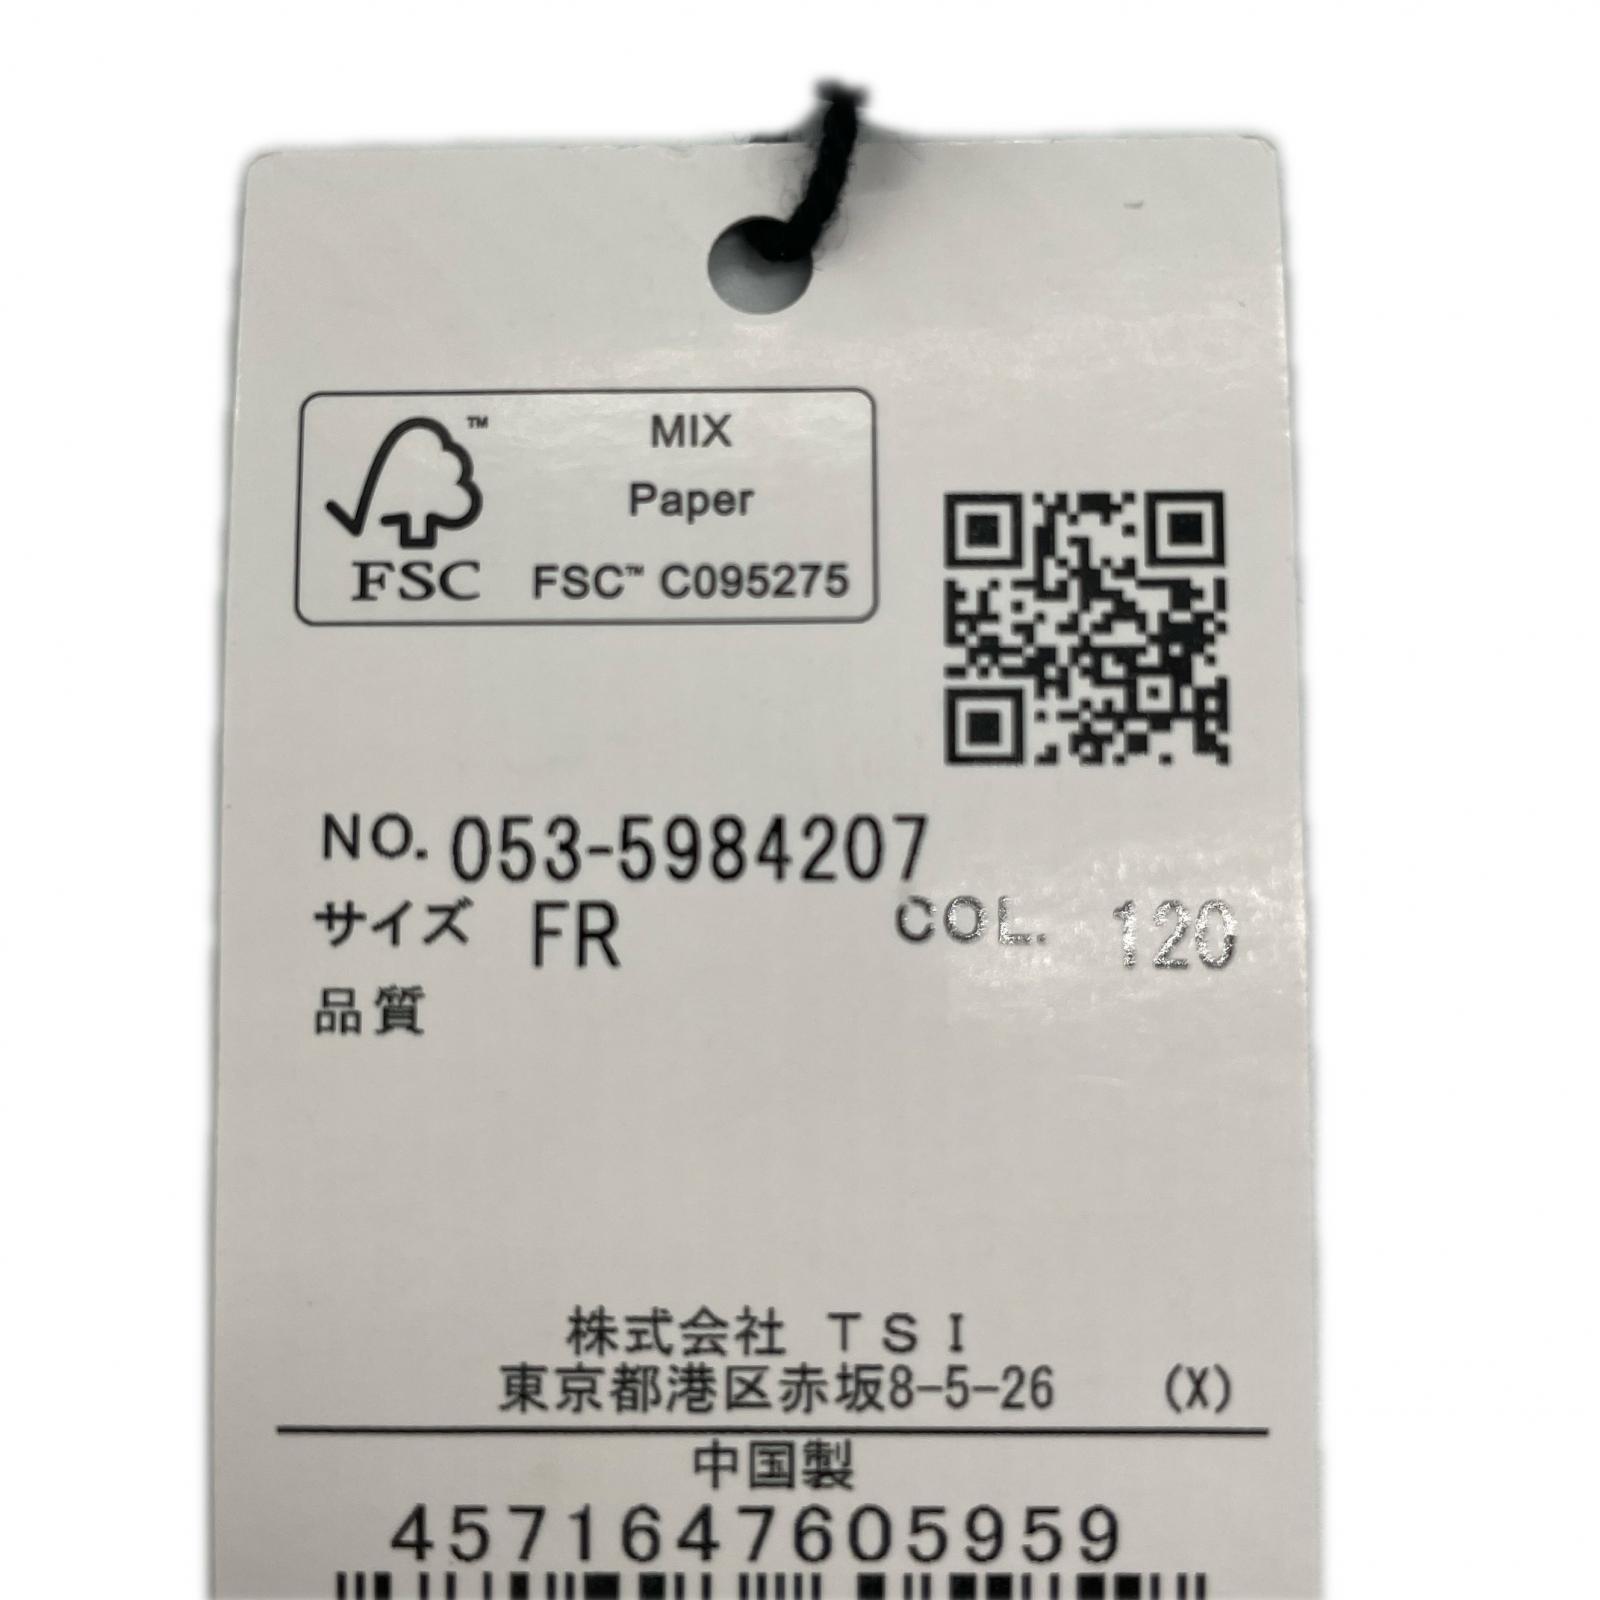 MIX
Paper
FSC™ C095275
™
FSC
NO. 053-5984207
サイズ FR COL. 120
品質
株式会社 TSI
東京都港区赤坂8-5-26 (X)
中国製
4571647605959